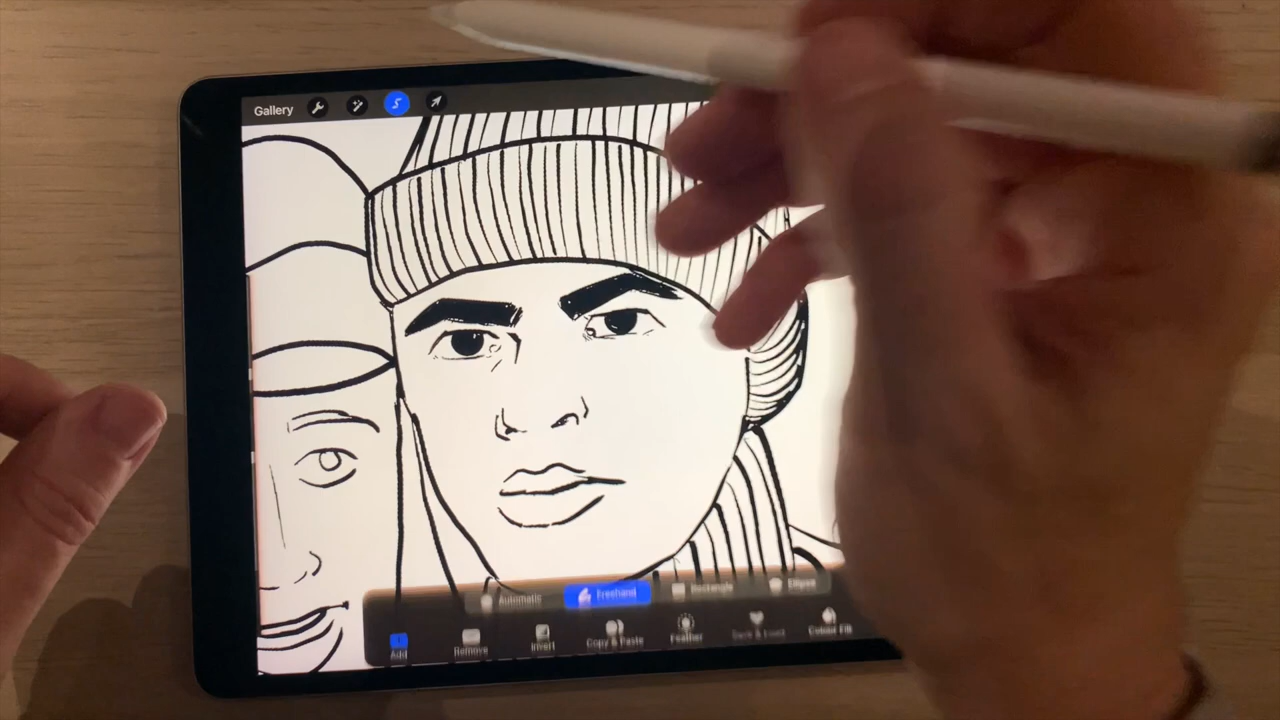 Gallery
Automatic Freehand Rectangle Ellipse
Add Remove Invert Copy & Paste Feather Save & Load Colour Fill